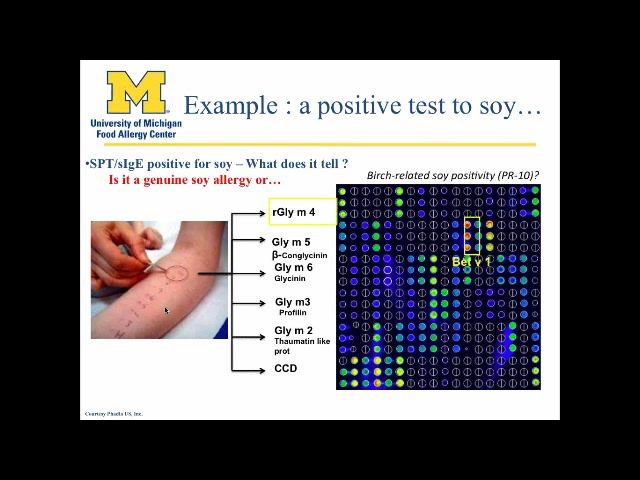 M
University of Michigan
Food Allergy Center
Example : a positive test to soy…
•SPT/sIgE positive for soy – What does it tell ?
Is it a genuine soy allergy or…
Birch-related soy positivity (PR-10)?
rGly m 4
Gly m 5
β-Conglycinin
Gly m 6
Glycinin
Gly m3
Profilin
Gly m 2
Thaumatin like
prot
CCD
Bet v 1
Courtesy Phadia US, Inc.